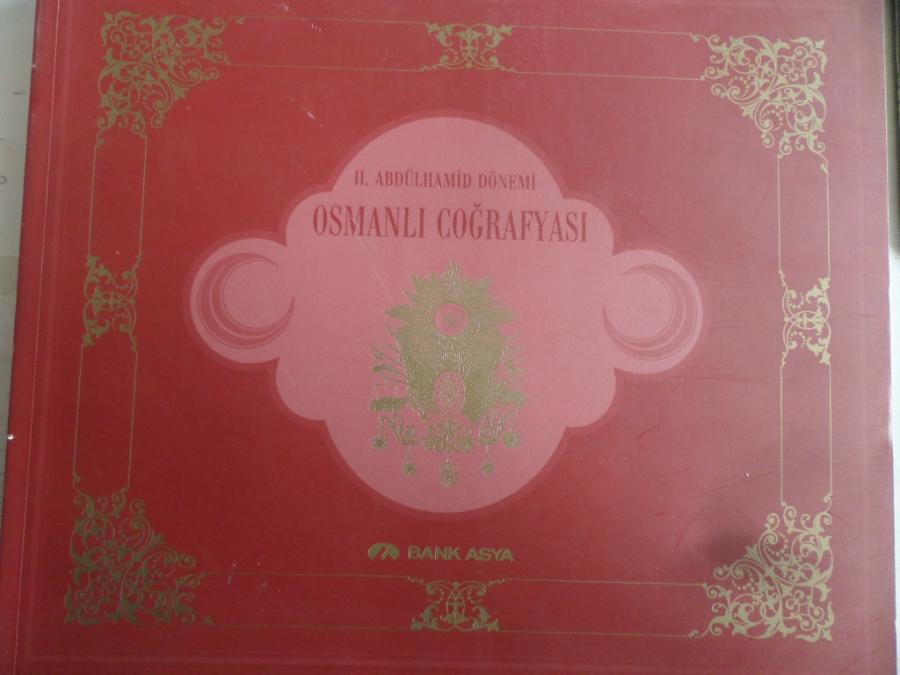 II. ABDÜLHAMİD DÖNEMİ
OSMANLI COĞRAFYASI
BANK ASYA